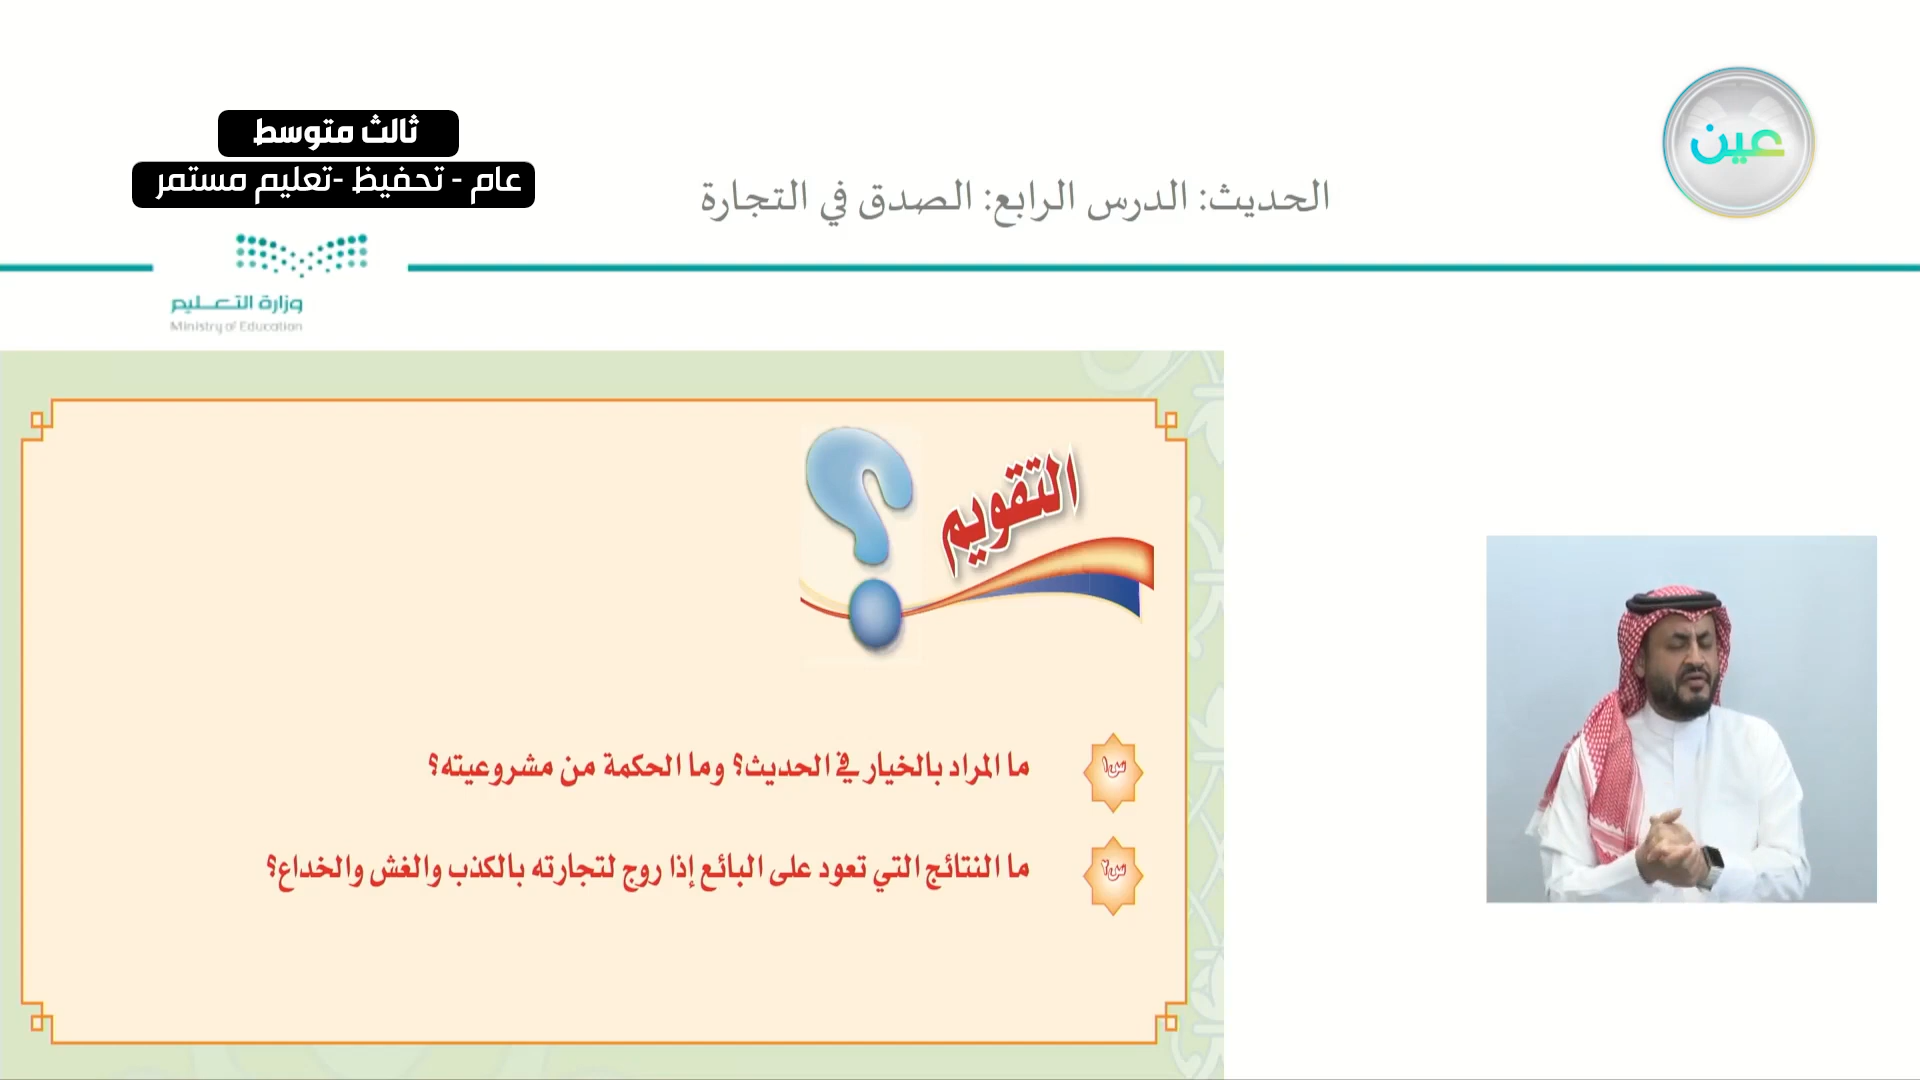 عين
ثالث متوسط
عام - تحفيظ -تعليم مستمر
الحديث: الدرس الرابع: الصدق في التجارة
وزارة التعـــليم
Ministry of Education
التقويم
س١ ما المراد بالخيار في الحديث؟ وما الحكمة من مشروعيته؟
س٢ ما النتائج التي تعود على البائع إذا روج لتجارته بالكذب والغش والخداع؟